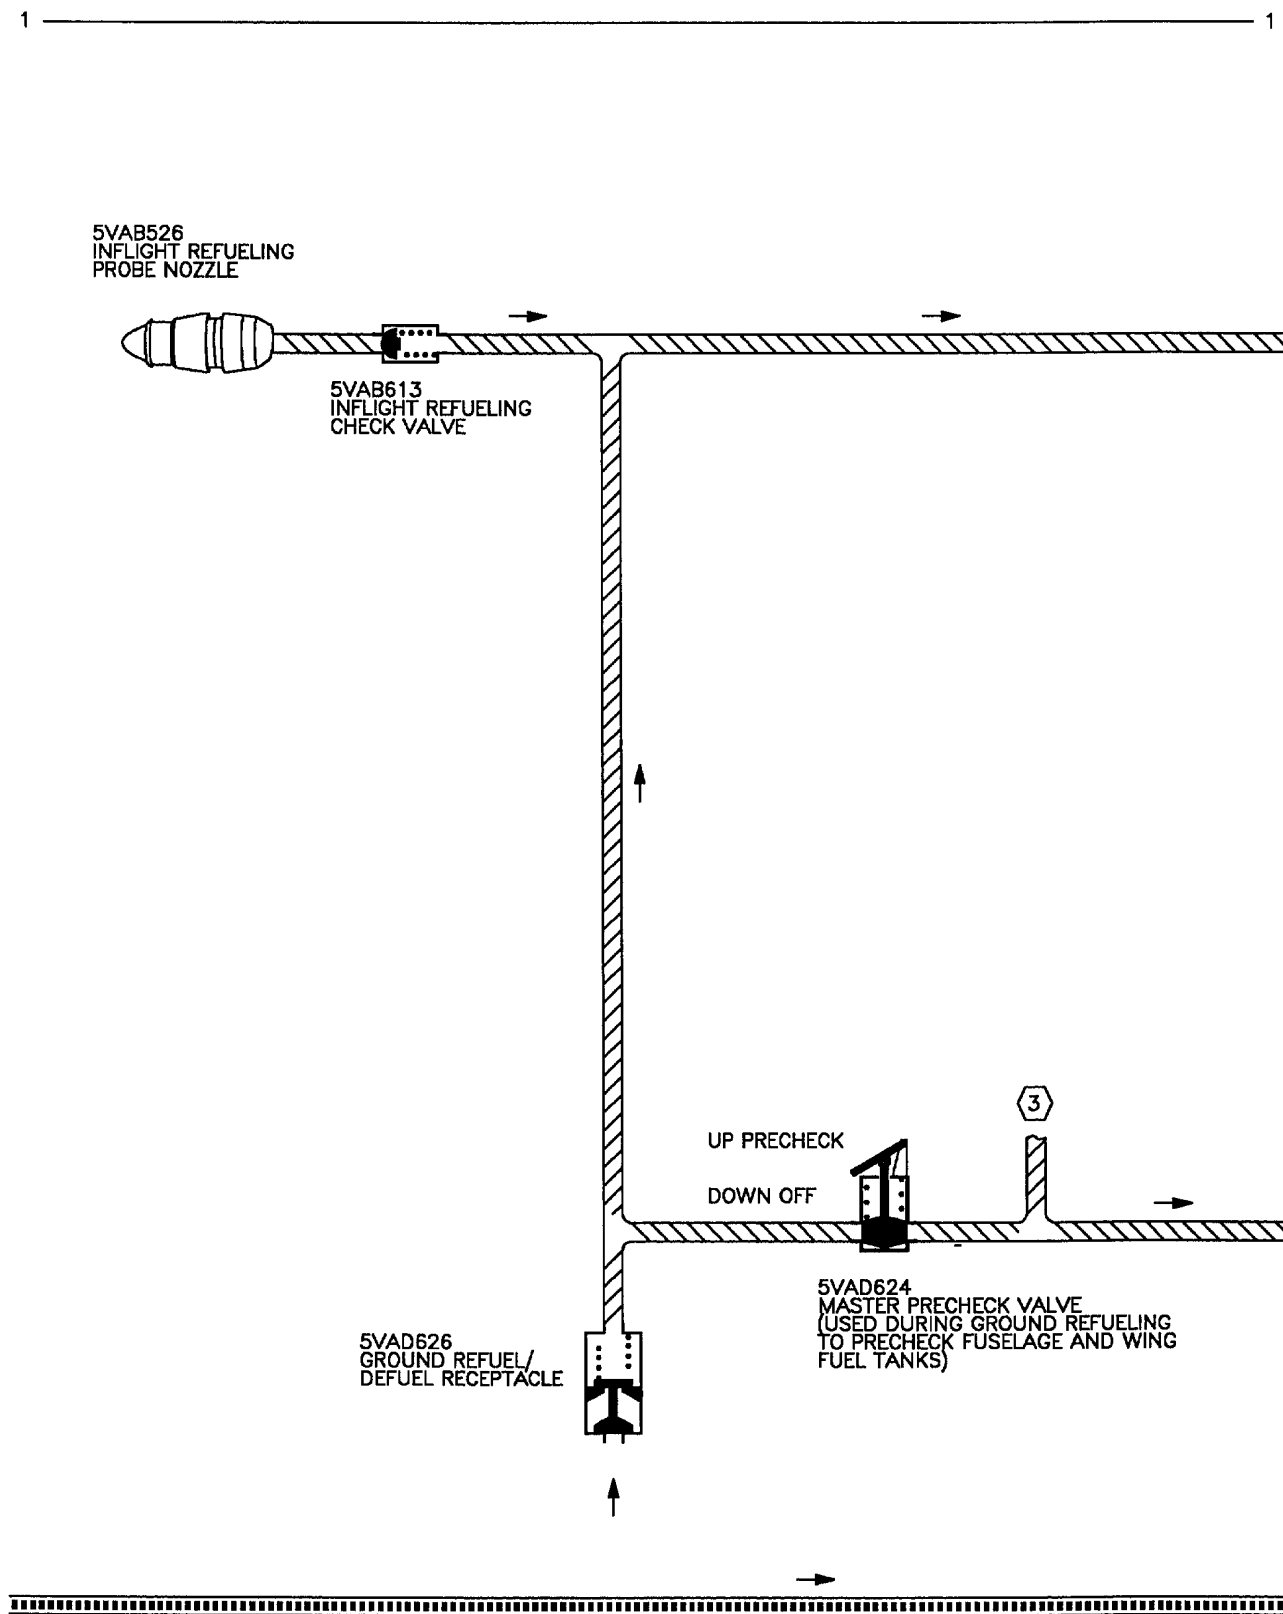 1 1
5VAB526
INFLIGHT REFUELING
PROBE NOZZLE
5VAB613
INFLIGHT REFUELING
CHECK VALVE
3
UP PRECHECK
DOWN OFF
5VAD624
MASTER PRECHECK VALVE
(USED DURING GROUND REFUELING
TO PRECHECK FUSELAGE AND WING
FUEL TANKS)
5VAD626
GROUND REFUEL/
DEFUEL RECEPTACLE